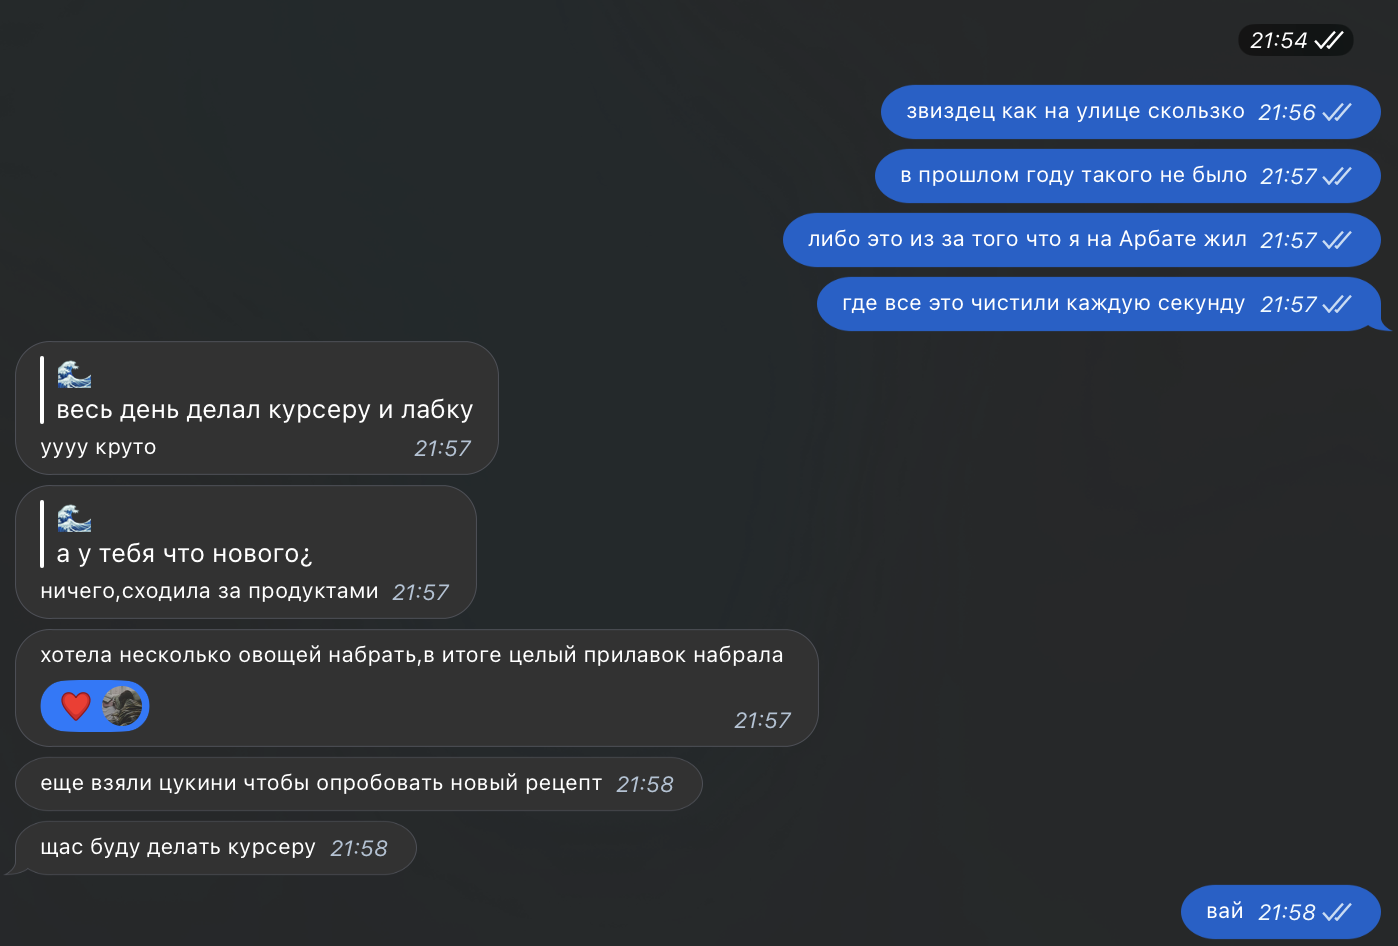 21:54
звиздец как на улице скользко 21:56
в прошлом году такого не было 21:57
либо это из за того что я на Арбате жил 21:57
где все это чистили каждую секунду 21:57
🌊
весь день делал курсеру и лабку
уууу круто 21:57
🌊
а у тебя что нового¿
ничего,сходила за продуктами 21:57
хотела несколько овощей набрать,в итоге целый прилавок набрала
❤️ 21:57
еще взяли цукини чтобы опробовать новый рецепт 21:58
щас буду делать курсеру 21:58
вай 21:58